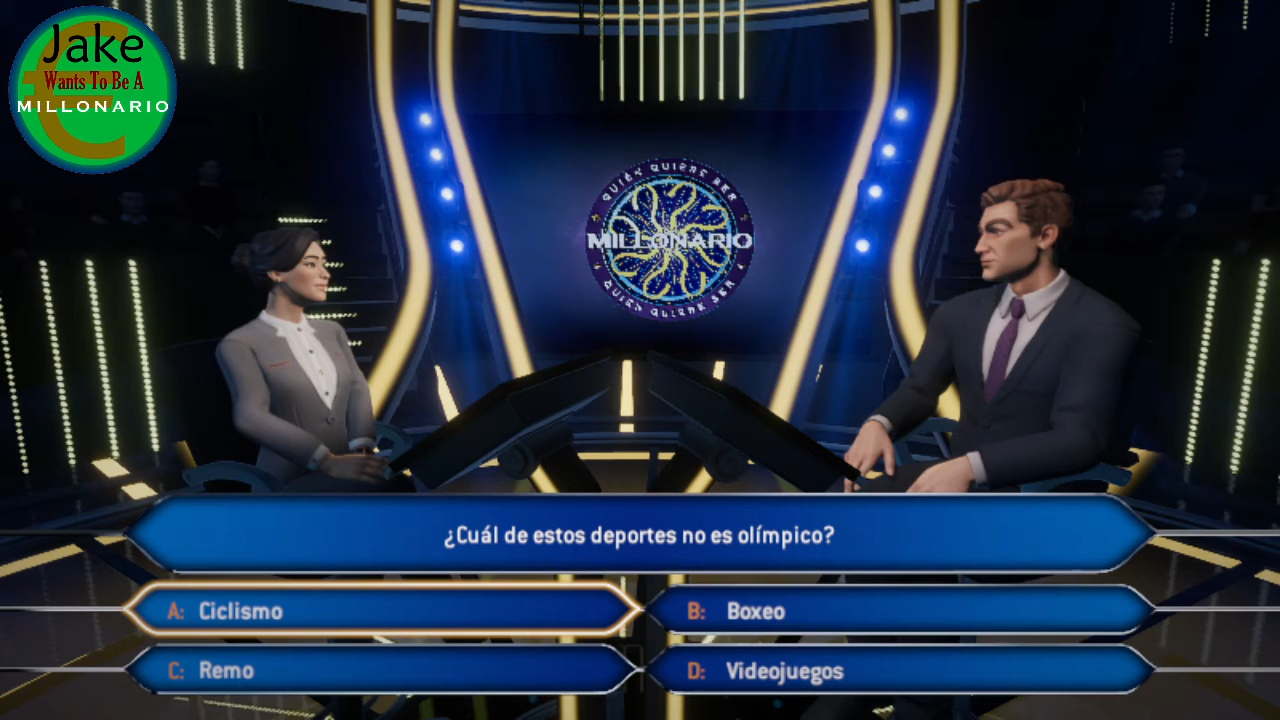 Jake
Wants To Be A
MILLONARIO
QUIÉN QUIERE SER
MILLONARIO
QUIÉN QUIERE SER
¿Cuál de estos deportes no es olímpico?
A: Ciclismo
B: Boxeo
C: Remo
D: Videojuegos